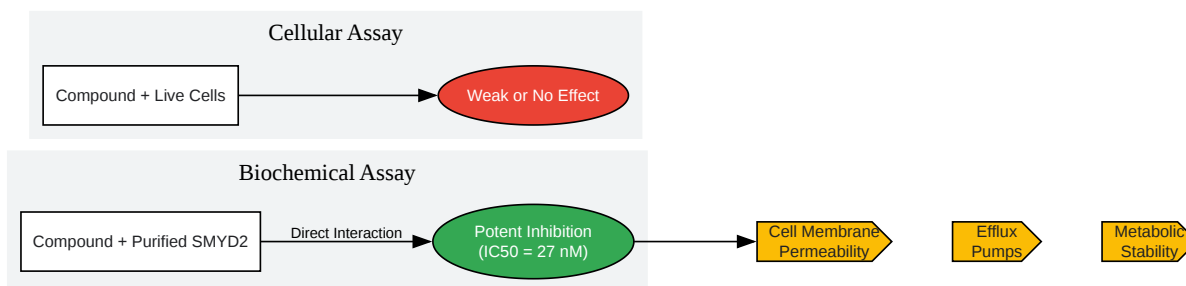 Cellular Assay
Compound + Live Cells
Weak or No Effect
Biochemical Assay
Compound + Purified SMYD2
Direct Interaction
Potent Inhibition
(IC50 = 27 nM)
Cell Membrane
Permeability
Efflux
Pumps
Metabolic
Stability